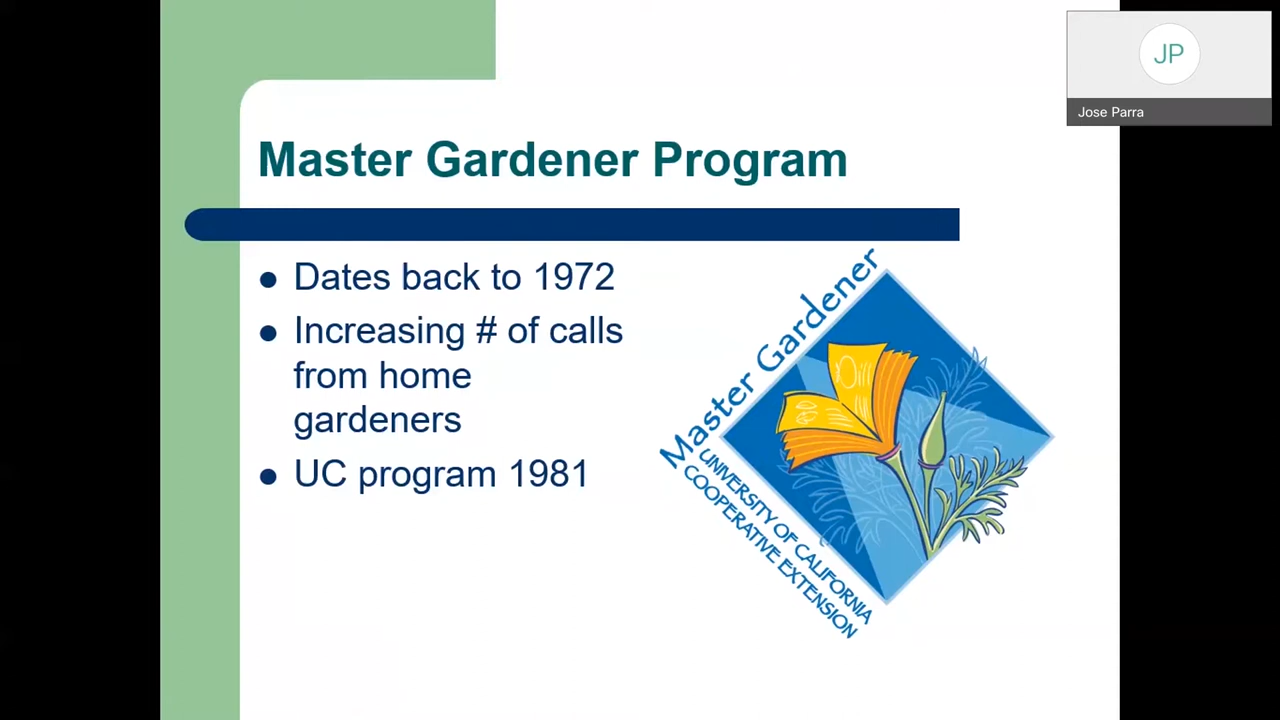 JP
Jose Parra
Master Gardener Program
● Dates back to 1972
● Increasing # of calls
from home
gardeners
● UC program 1981
Master Gardener
UNIVERSITY OF CALIFORNIA
COOPERATIVE EXTENSION